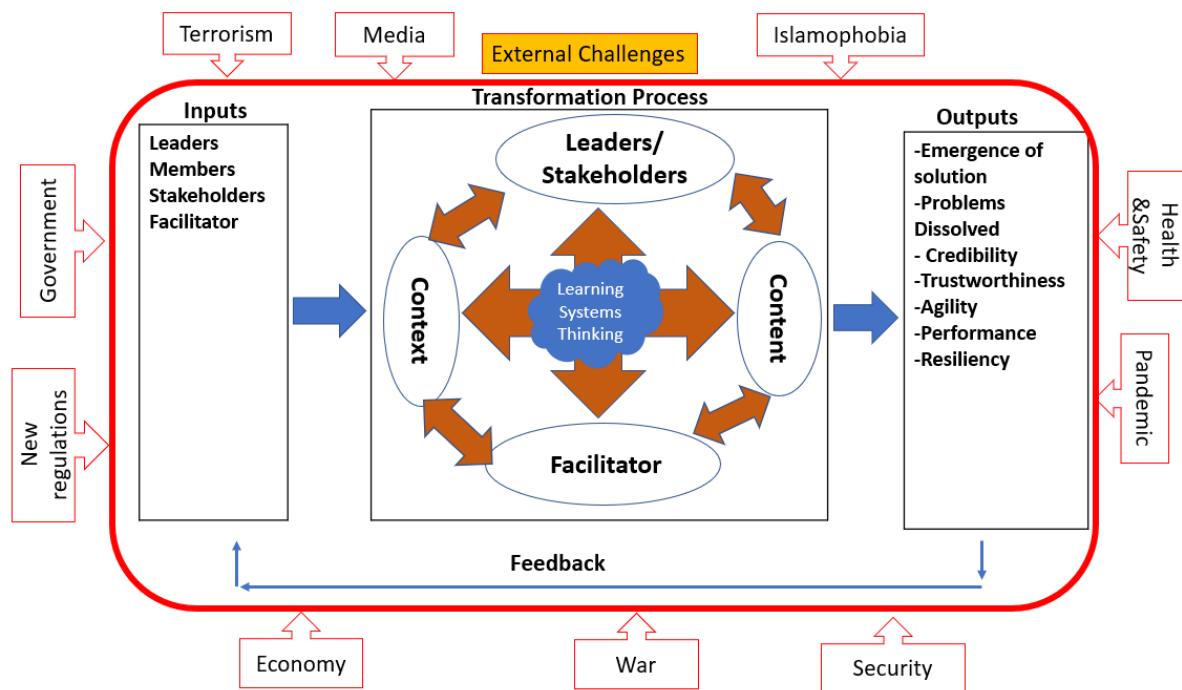 Terrorism
Media
External Challenges
Islamophobia
Government
New
regulations
Inputs
Leaders
Members
Stakeholders
Facilitator
Transformation Process
Leaders/
Stakeholders
Context
Learning
Systems
Thinking
Content
Facilitator
Outputs
-Emergence of
solution
-Problems
Dissolved
- Credibility
-Trustworthiness
-Agility
-Performance
-Resiliency
Health
&Safety
Pandemic
Feedback
Economy
War
Security